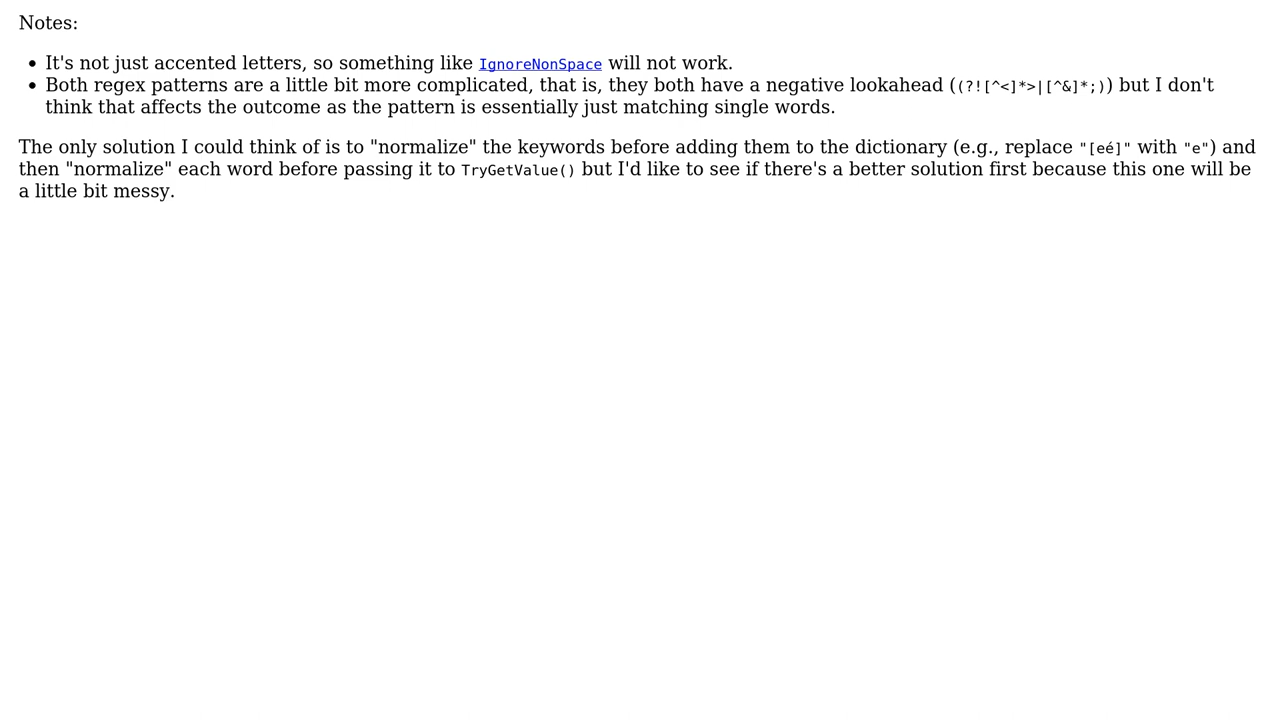 Notes:
• It's not just accented letters, so something like IgnoreNonSpace will not work.
• Both regex patterns are a little bit more complicated, that is, they both have a negative lookahead ((?![^<]*>|[^&]*;)) but I don't
think that affects the outcome as the pattern is essentially just matching single words.
The only solution I could think of is to "normalize" the keywords before adding them to the dictionary (e.g., replace "[eé]" with "e") and
then "normalize" each word before passing it to TryGetValue() but I'd like to see if there's a better solution first because this one will be
a little bit messy.